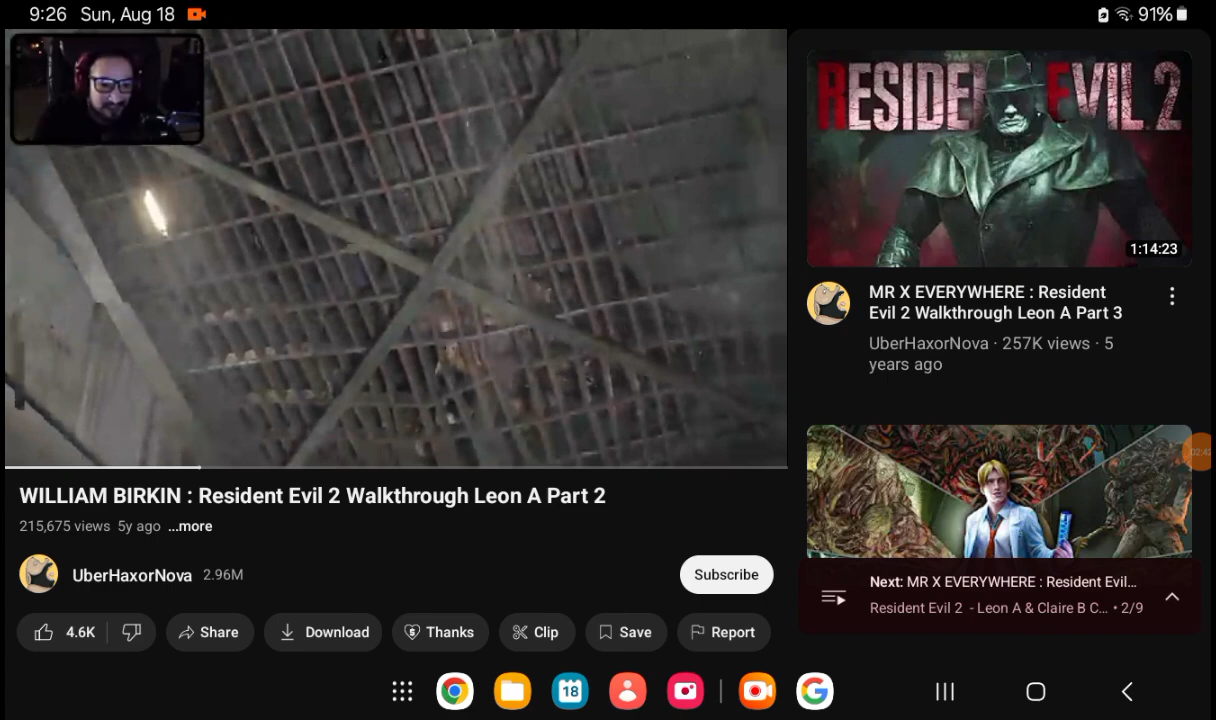 9:26 Sun, Aug 18
91%
RESIDENT EVIL 2
1:14:23
MR X EVERYWHERE : Resident
Evil 2 Walkthrough Leon A Part 3
UberHaxorNova · 257K views · 5
years ago
02:42
WILLIAM BIRKIN : Resident Evil 2 Walkthrough Leon A Part 2
215,675 views 5y ago ...more
UberHaxorNova 2.96M
Subscribe
Next: MR X EVERYWHERE : Resident Evil...
Resident Evil 2 - Leon A & Claire B C... • 2/9
4.6K
Share
Download
Thanks
Clip
Save
Report
18